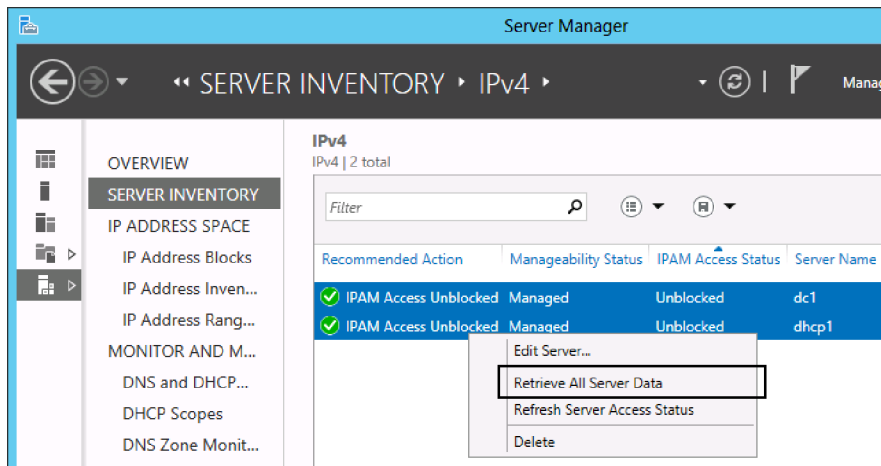 Server Manager
SERVER INVENTORY IPv4
Manag
OVERVIEW
SERVER INVENTORY
IP ADDRESS SPACE
IP Address Blocks
IP Address Inven...
IP Address Rang...
MONITOR AND M...
DNS and DHCP...
DHCP Scopes
DNS Zone Monit...
IPv4
IPv4 | 2 total
Filter
Recommended Action Manageability Status IPAM Access Status Server Name
IPAM Access Unblocked Managed Unblocked dc1
IPAM Access Unblocked Managed Unblocked dhcp1
Edit Server...
Retrieve All Server Data
Refresh Server Access Status
Delete